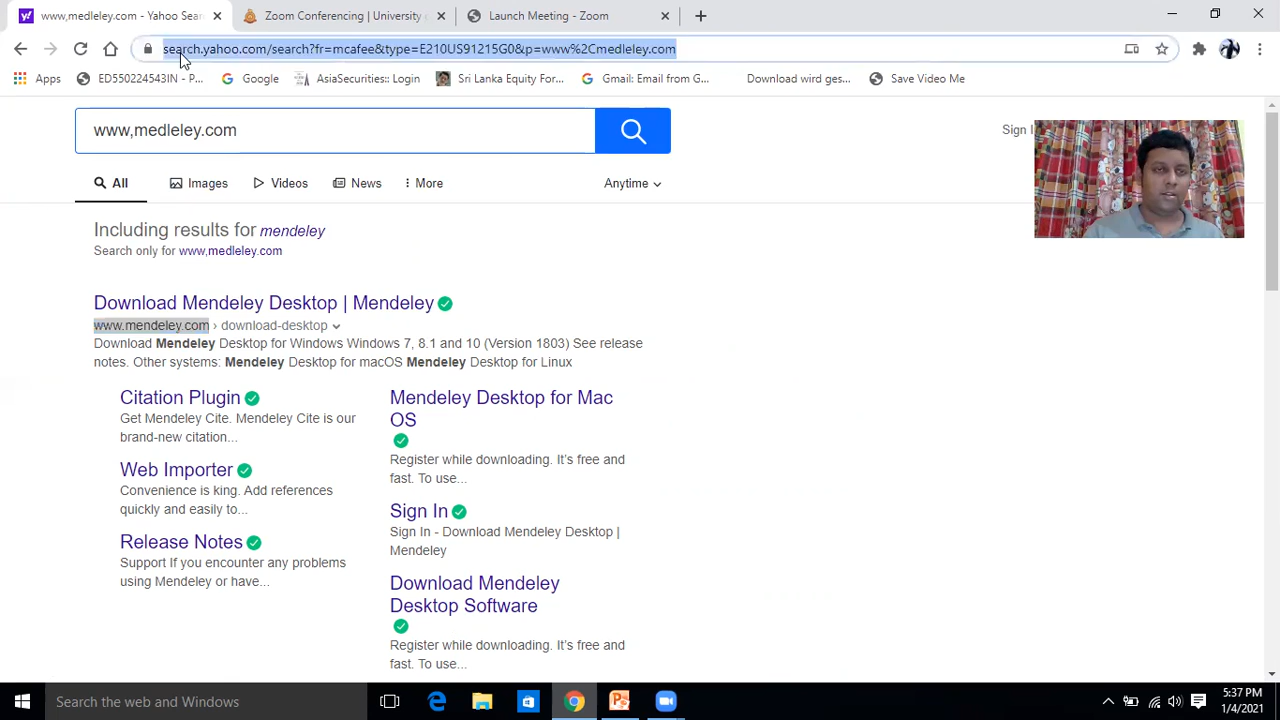 www,medleley.com - Yahoo Sear
Zoom Conferencing | University
Launch Meeting - Zoom
search.yahoo.com/search?fr=mcafee&type=E210US91215G0&p=www%2Cmedleley.com
Apps
ED550224543IN - P...
Google
AsiaSecurities:: Login
Sri Lanka Equity For...
Gmail: Email from G...
Download wird ges...
Save Video Me
www,medleley.com
Sign I
All
Images
Videos
News
More
Anytime
Including results for mendeley
Search only for www,medleley.com
Download Mendeley Desktop | Mendeley
www.mendeley.com › download-desktop
Download Mendeley Desktop for Windows Windows 7, 8.1 and 10 (Version 1803) See release
notes. Other systems: Mendeley Desktop for macOS Mendeley Desktop for Linux
Citation Plugin
Get Mendeley Cite. Mendeley Cite is our
brand-new citation...
Web Importer
Convenience is king. Add references
quickly and easily to...
Release Notes
Support If you encounter any problems
using Mendeley or have...
Mendeley Desktop for Mac
OS
Register while downloading. It's free and
fast. To use...
Sign In
Sign In - Download Mendeley Desktop |
Mendeley
Download Mendeley
Desktop Software
Register while downloading. It's free and
fast. To use...
Search the web and Windows
5:37 PM
1/4/2021